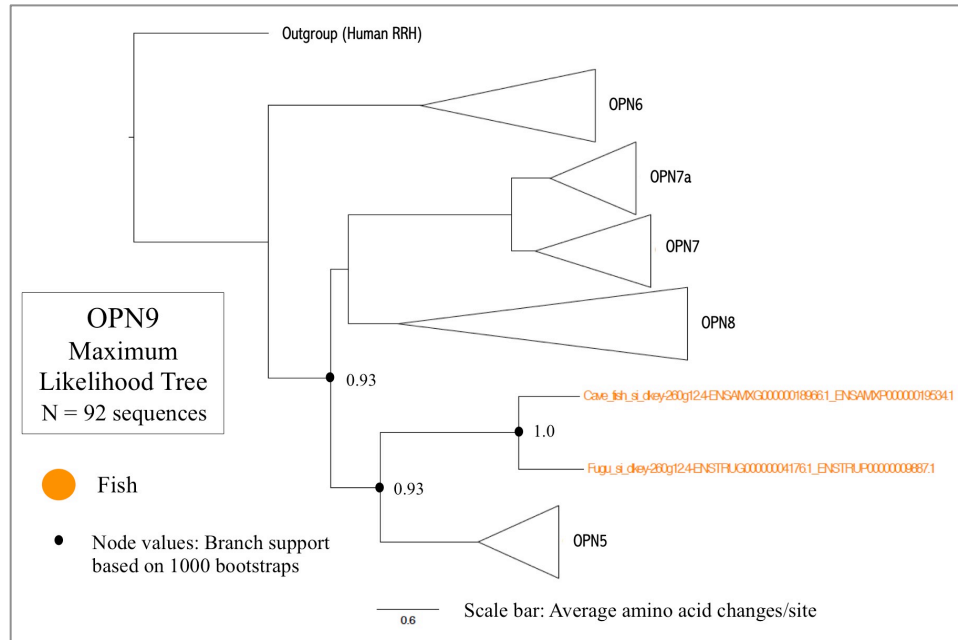 Outgroup (Human RRH)
OPN6
OPN7a
OPN7
OPN8
OPN9
Maximum
Likelihood Tree
N = 92 sequences
0.93
Cave_fish_si_dkey-260g12.4-ENSAMXG00000018966.1_ENSAMXP00000019534.1
1.0
Fugu_si_dkey-260g12.4-ENSTRUG00000004176.1_ENSTRUP00000009887.1
0.93
Fish
OPN5
Node values: Branch support
based on 1000 bootstraps
0.6
Scale bar: Average amino acid changes/site